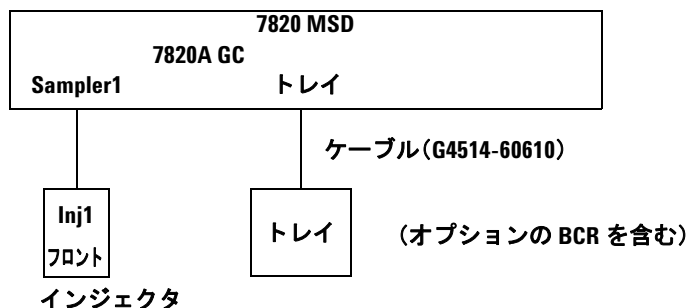 7820 MSD
7820A GC
Sampler1 トレイ
ケーブル(G4514-60610)
Inj1
フロント
トレイ (オプションの BCR を含む)
インジェクタ